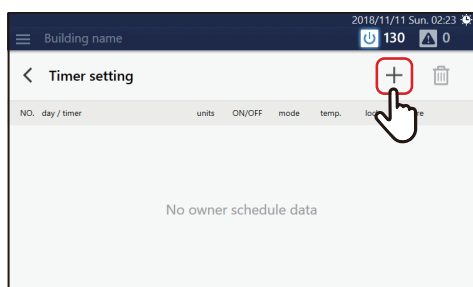 2018/11/11 Sun. 02:23
Building name 130 0
Timer setting
NO. day / timer units ON/OFF mode temp.
No owner schedule data